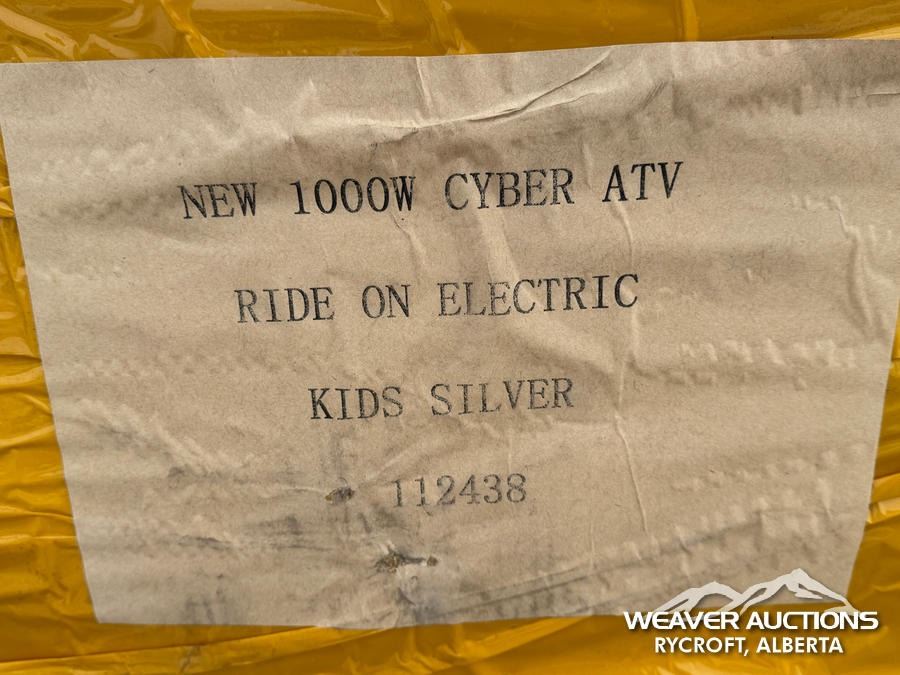 NEW 1000W CYBER ATV
RIDE ON ELECTRIC
KIDS SILVER
112438
WEAVER AUCTIONS
RYCROFT, ALBERTA